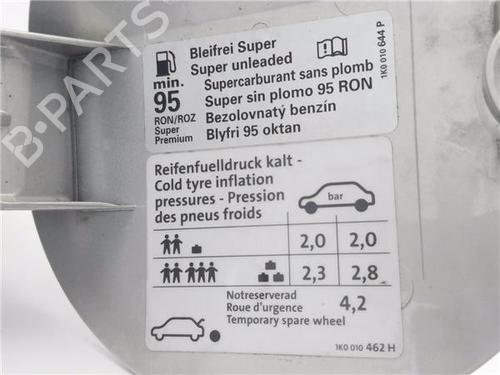 Bleifrei Super
Super unleaded
Supercarburant sans plomb
min.
95
Super sin plomo 95 RON
RON/ROZ
Bezolovnatý benzín
Super
Premium
Blyfri 95 oktan
1K0 010 644 P
Reifenfuelldruck kalt -
Cold tyre inflation
pressures - Pression
des pneus froids
bar
2,0 2,0
2,3 2,8
Notreserverad
Roue d'urgence
Temporary spare wheel
4,2
1K0 010 462 H
B-PARTS
B-PARTS